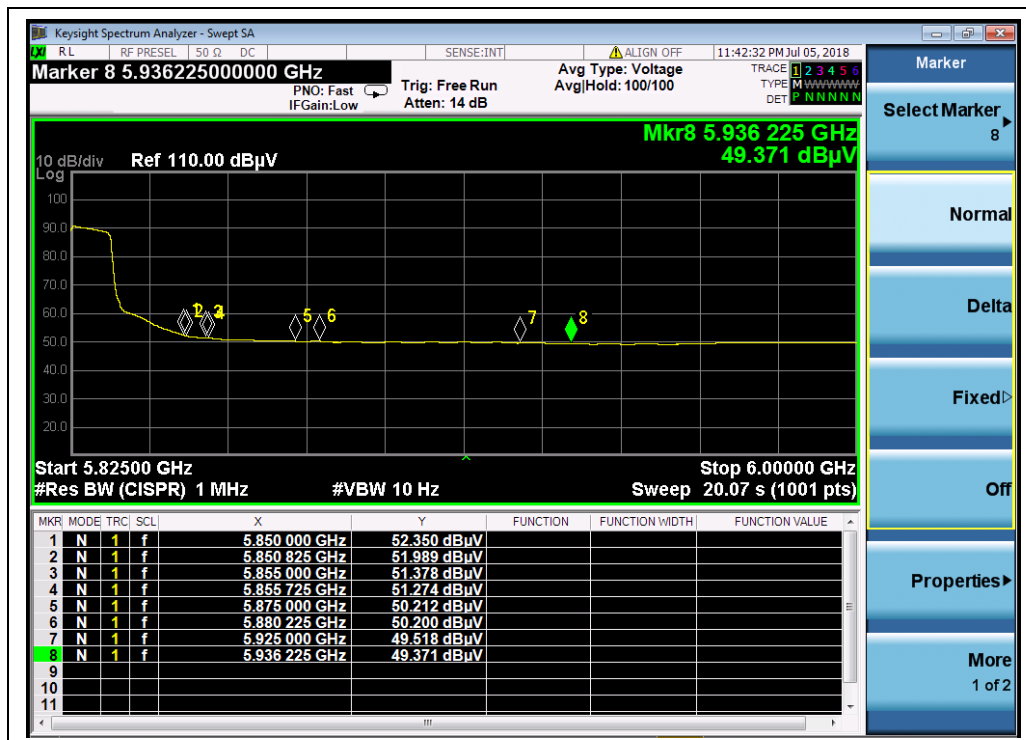 Keysight Spectrum Analyzer - Swept SA
LXI RL RF PRESEL 50 Ω DC SENSE:INT ALIGN OFF 11:42:32 PM Jul 05, 2018
Marker 8 5.936225000000 GHz
PNO: Fast
IFGain:Low
Trig: Free Run
Atten: 14 dB
Avg Type: Voltage
Avg|Hold: 100/100
TRACE 1 2 3 4 5 6
TYPE M WWWWW
DET P N N N N N
Mkr8 5.936 225 GHz
49.371 dBµV
10 dB/div Ref 110.00 dBµV
Log
100
90.0
80.0
70.0
60.0
50.0
40.0
30.0
20.0
1 2 3 4 5 6 7 8
Start 5.82500 GHz Stop 6.00000 GHz
#Res BW (CISPR) 1 MHz #VBW 10 Hz Sweep 20.07 s (1001 pts)
MKR MODE TRC SCL X Y FUNCTION FUNCTION WIDTH FUNCTION VALUE
1 N 1 f 5.850 000 GHz 52.350 dBµV
2 N 1 f 5.850 825 GHz 51.989 dBµV
3 N 1 f 5.855 000 GHz 51.378 dBµV
4 N 1 f 5.855 725 GHz 51.274 dBµV
5 N 1 f 5.875 000 GHz 50.212 dBµV
6 N 1 f 5.880 225 GHz 50.200 dBµV
7 N 1 f 5.925 000 GHz 49.518 dBµV
8 N 1 f 5.936 225 GHz 49.371 dBµV
9
10
11
Marker
Select Marker
8
Normal
Delta
Fixed
Off
Properties
More
1 of 2